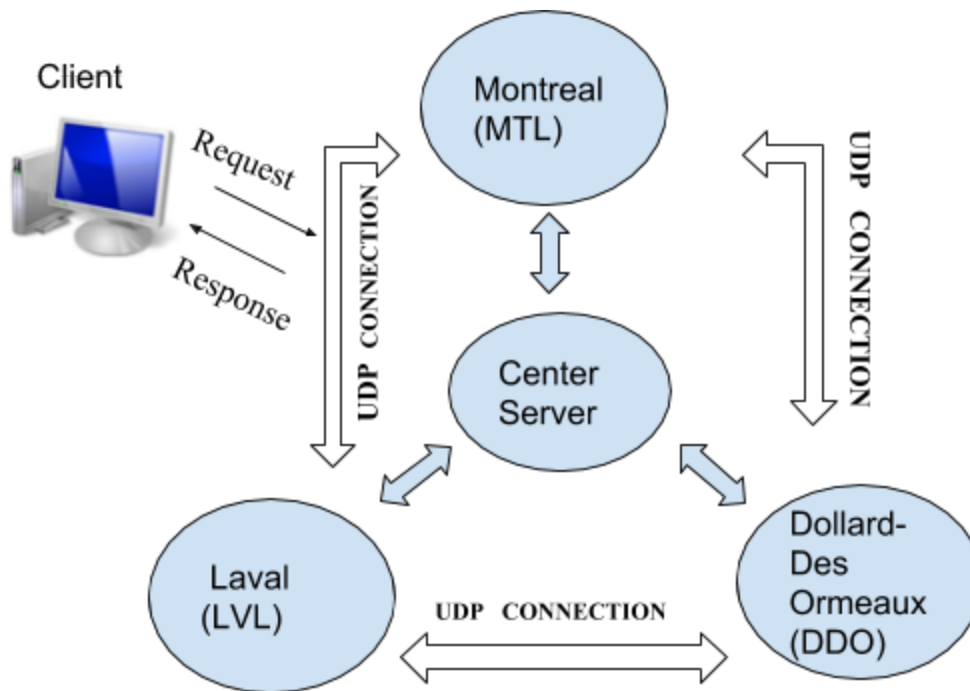 Client
Request
Response
Montreal
(MTL)
UDP CONNECTION
UDP CONNECTION
Center
Server
Laval
(LVL)
UDP CONNECTION
Dollard-
Des
Ormeaux
(DDO)